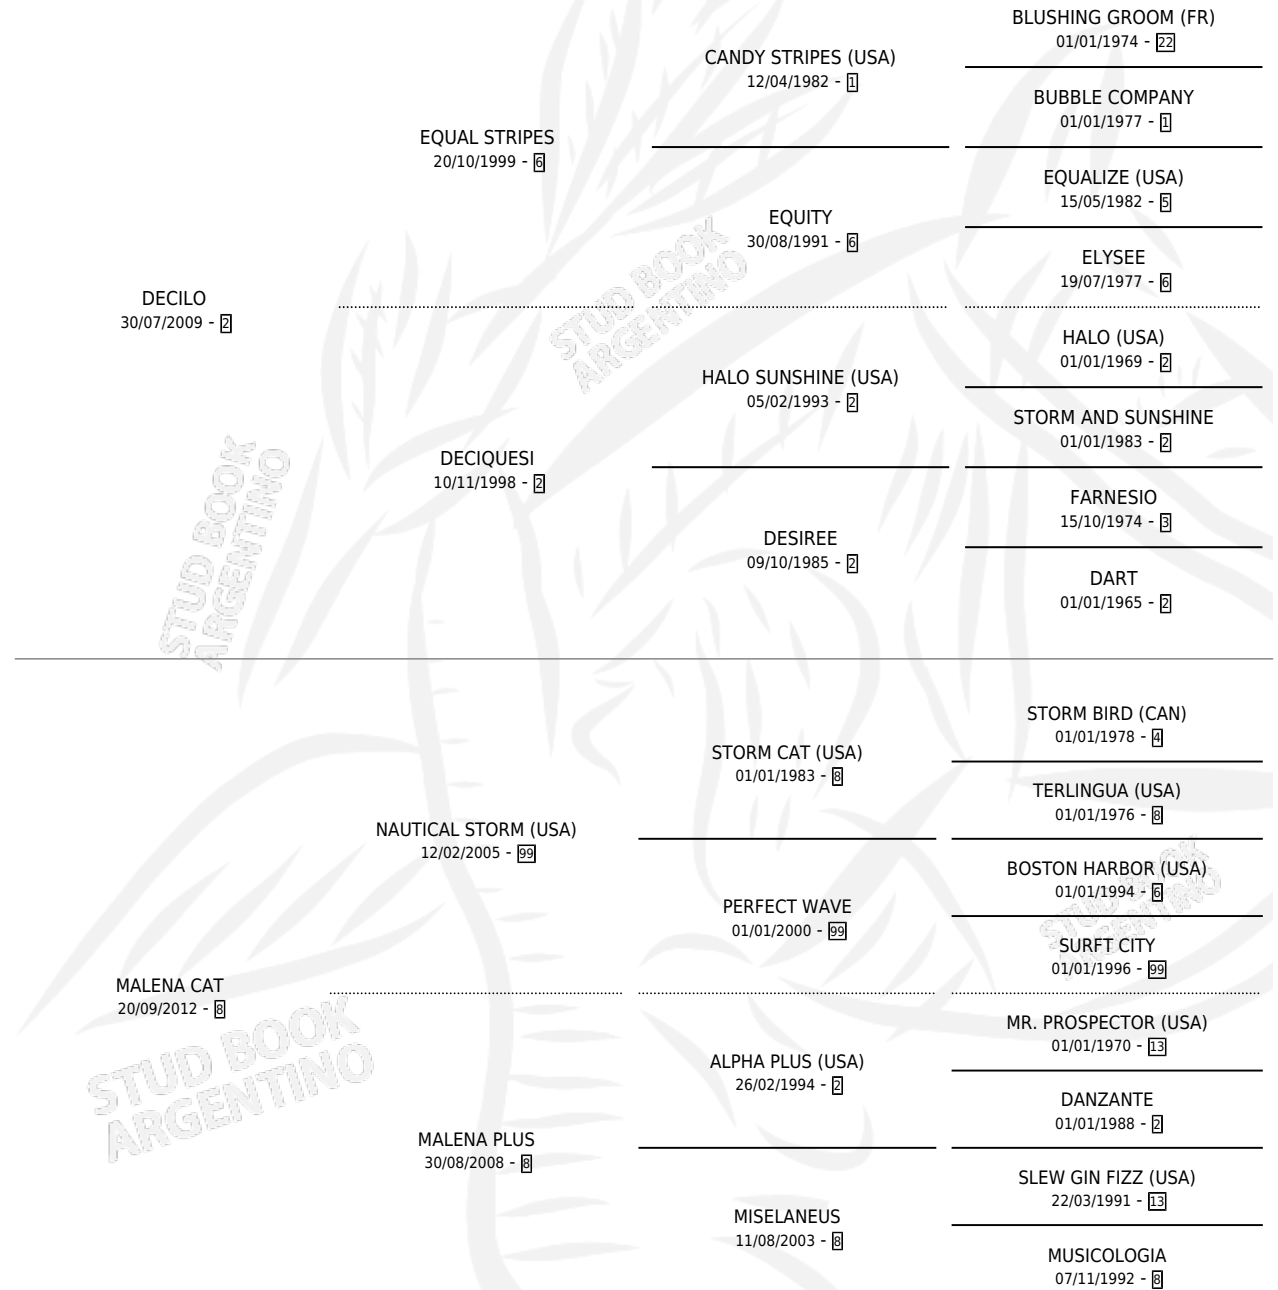 BLUSHING GROOM (FR)
01/01/1974 - 22
CANDY STRIPES (USA)
12/04/1982 - 1
BUBBLE COMPANY
01/01/1977 - 1
EQUAL STRIPES
20/10/1999 - 6
EQUALIZE (USA)
15/05/1982 - 5
EQUITY
30/08/1991 - 6
ELYSEE
19/07/1977 - 6
DECILO
30/07/2009 - 2
HALO (USA)
01/01/1969 - 2
HALO SUNSHINE (USA)
05/02/1993 - 2
STORM AND SUNSHINE
01/01/1983 - 2
DECIQUESI
10/11/1998 - 2
FARNESIO
15/10/1974 - 3
DESIREE
09/10/1985 - 2
DART
01/01/1965 - 2
STORM BIRD (CAN)
01/01/1978 - 4
STORM CAT (USA)
01/01/1983 - 8
TERLINGUA (USA)
01/01/1976 - 8
NAUTICAL STORM (USA)
12/02/2005 - 99
BOSTON HARBOR (USA)
01/01/1994 - 6
PERFECT WAVE
01/01/2000 - 99
SURFT CITY
01/01/1996 - 99
MALENA CAT
20/09/2012 - 8
MR. PROSPECTOR (USA)
01/01/1970 - 13
ALPHA PLUS (USA)
26/02/1994 - 2
DANZANTE
01/01/1988 - 2
MALENA PLUS
30/08/2008 - 8
SLEW GIN FIZZ (USA)
22/03/1991 - 13
MISELANEUS
11/08/2003 - 8
MUSICOLOGIA
07/11/1992 - 8
STUD BOOK
ARGENTINO
STUD BOOK
ARGENTINO
STUD BOOK
ARGENTINO
STUD BOOK
ARGENTINO